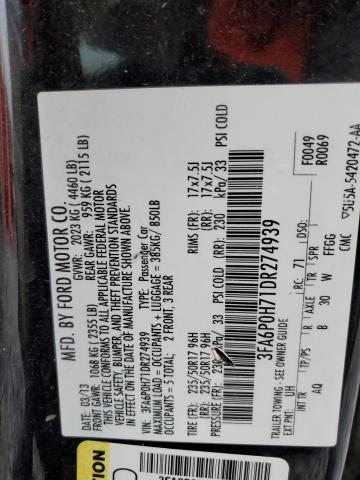 MFD. BY FORD MOTOR CO.
DATE: 03/13 GVWR: 2023 KG ( 4460 LB)
FRONT GAWR: 1068 KG ( 2355 LB) REAR GAWR: 959 KG ( 2115 LB)
THIS VEHICLE CONFORMS TO ALL APPLICABLE FEDERAL MOTOR
VEHICLE SAFETY, BUMPER, AND THEFT PREVENTION STANDARDS
IN EFFECT ON THE DATE OF MANUFACTURE SHOWN ABOVE.
VIN: 3FA6P0H71DR274939 TYPE: Passenger Car
MAXIMUM LOAD = OCCUPANTS + LUGGAGE = 385KG/ 850LB
OCCUPANTS = 5 TOTAL: 2 FRONT, 3 REAR
TIRE (FR): 235/50R17 96H RIMS (FR): 17x7.5J
(RR): 235/50R17 96H (RR): 17x7.5J
PRESSURE (FR): 230 kPa/ 33 PSI COLD (RR): 230 kPa/ 33 PSI COLD
3FA6P0H71DR274939
TRAILER TOWING - SEE OWNER GUIDE F0049
R0069
EXT PNT: UH RC: 71 DSO:
INT TR TP/PS R AXLE TR SPR
AQ B 30 W FFGG
CMC
5U5A-5420472-AA